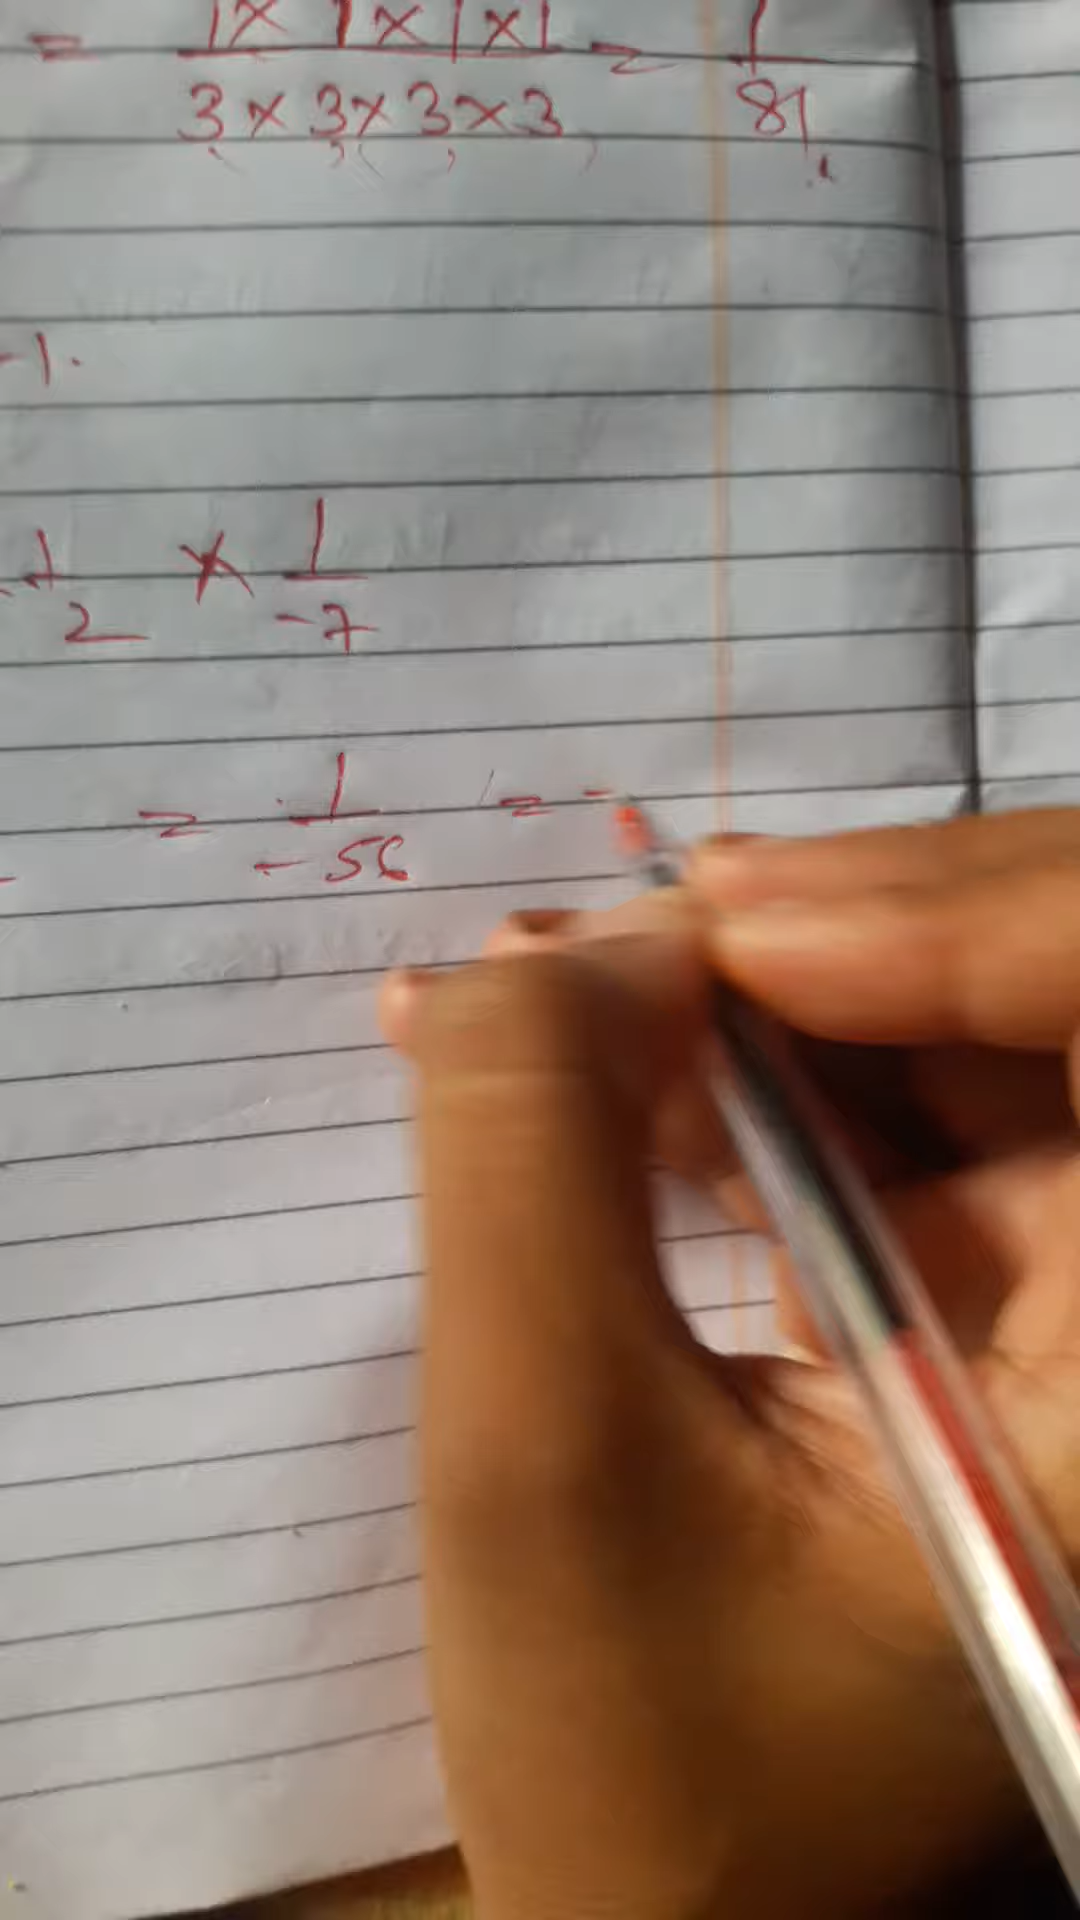 = 1 × 1 × 1 × 1 = 1
3 × 3 × 3 × 3 81
-1.
1 × 1
2 -7
= 1 = -
-56